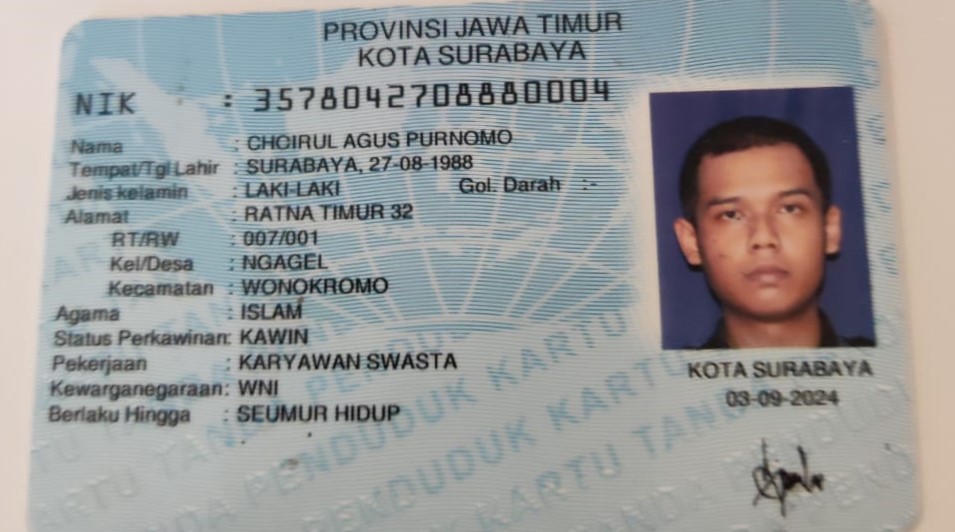 PROVINSI JAWA TIMUR
KOTA SURABAYA
NIK : 3578042708880004
Nama : CHOIRUL AGUS PURNOMO
Tempat/Tgl Lahir : SURABAYA, 27-08-1988
Jenis kelamin : LAKI-LAKI Gol. Darah :-
Alamat : RATNA TIMUR 32
RT/RW : 007/001
Kel/Desa : NGAGEL
Kecamatan : WONOKROMO
Agama : ISLAM
Status Perkawinan: KAWIN
Pekerjaan : KARYAWAN SWASTA
Kewarganegaraan: WNI
Berlaku Hingga : SEUMUR HIDUP
KOTA SURABAYA
03-09-2024